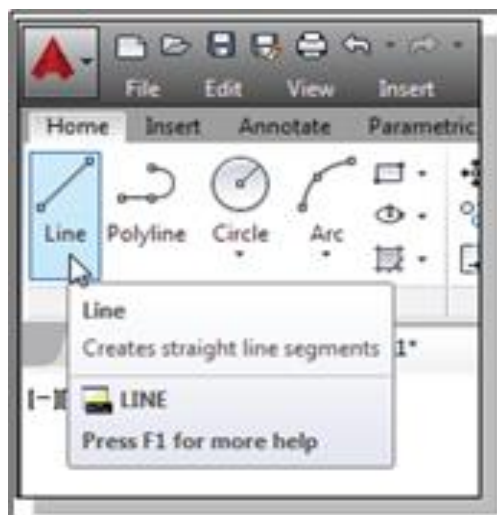 File Edit View Insert
Home Insert Annotate Parametric
Line Polyline Circle Arc
Line
Creates straight line segments
1*
[-]
LINE
Press F1 for more help